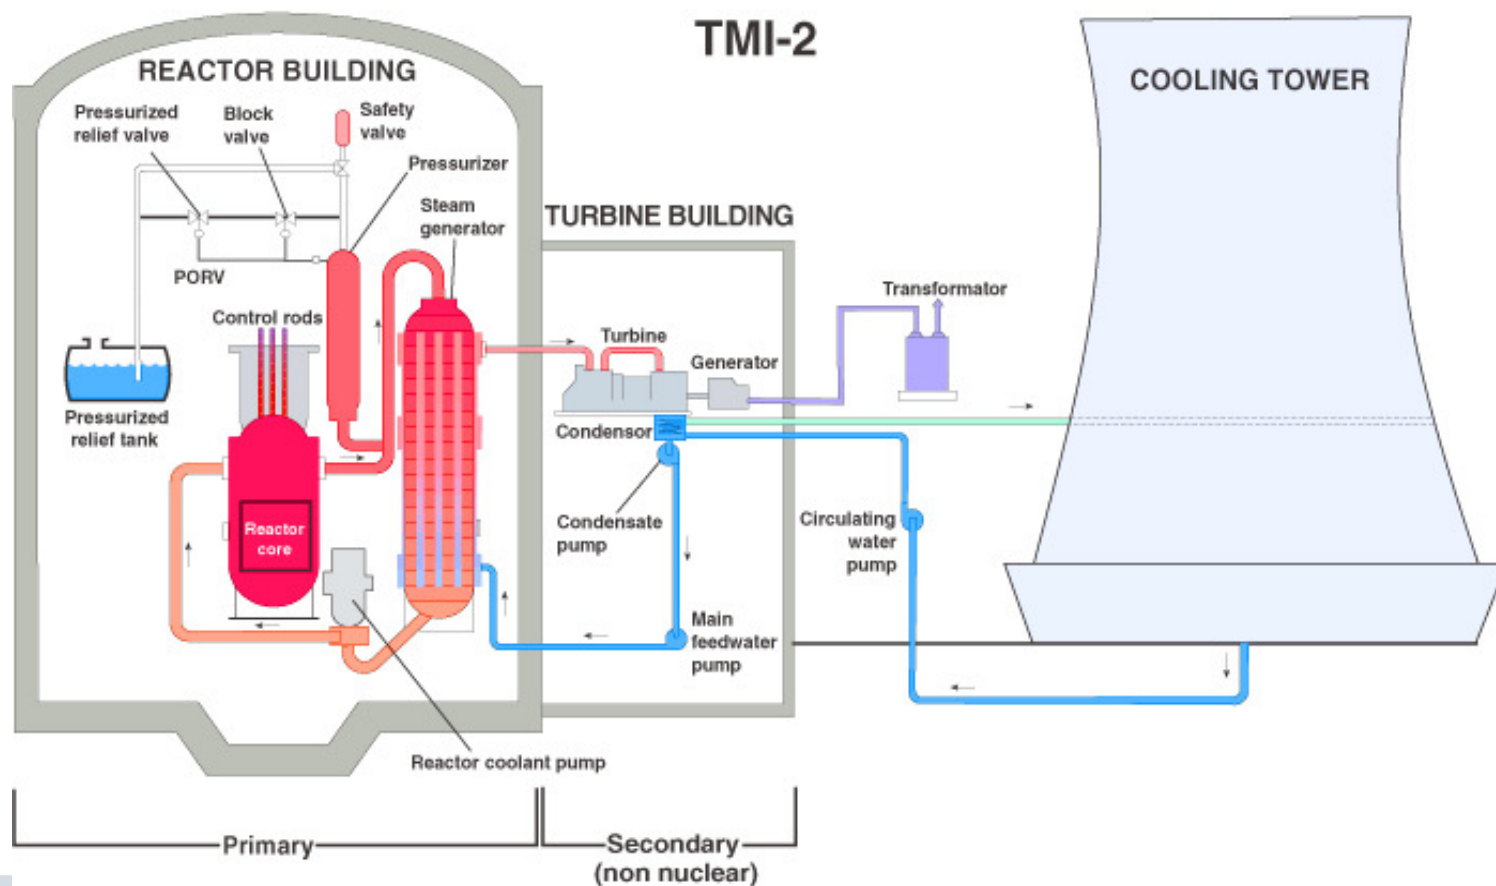 TMI-2
REACTOR BUILDING
COOLING TOWER
Pressurized
relief valve
Block
valve
Safety
valve
Pressurizer
Steam
generator
TURBINE BUILDING
PORV
Control rods
Transformator
Turbine
Generator
Pressurized
relief tank
Condensor
Reactor
core
Condensate
pump
Circulating
water
pump
Main
feedwater
pump
Reactor coolant pump
Primary
Secondary
(non nuclear)